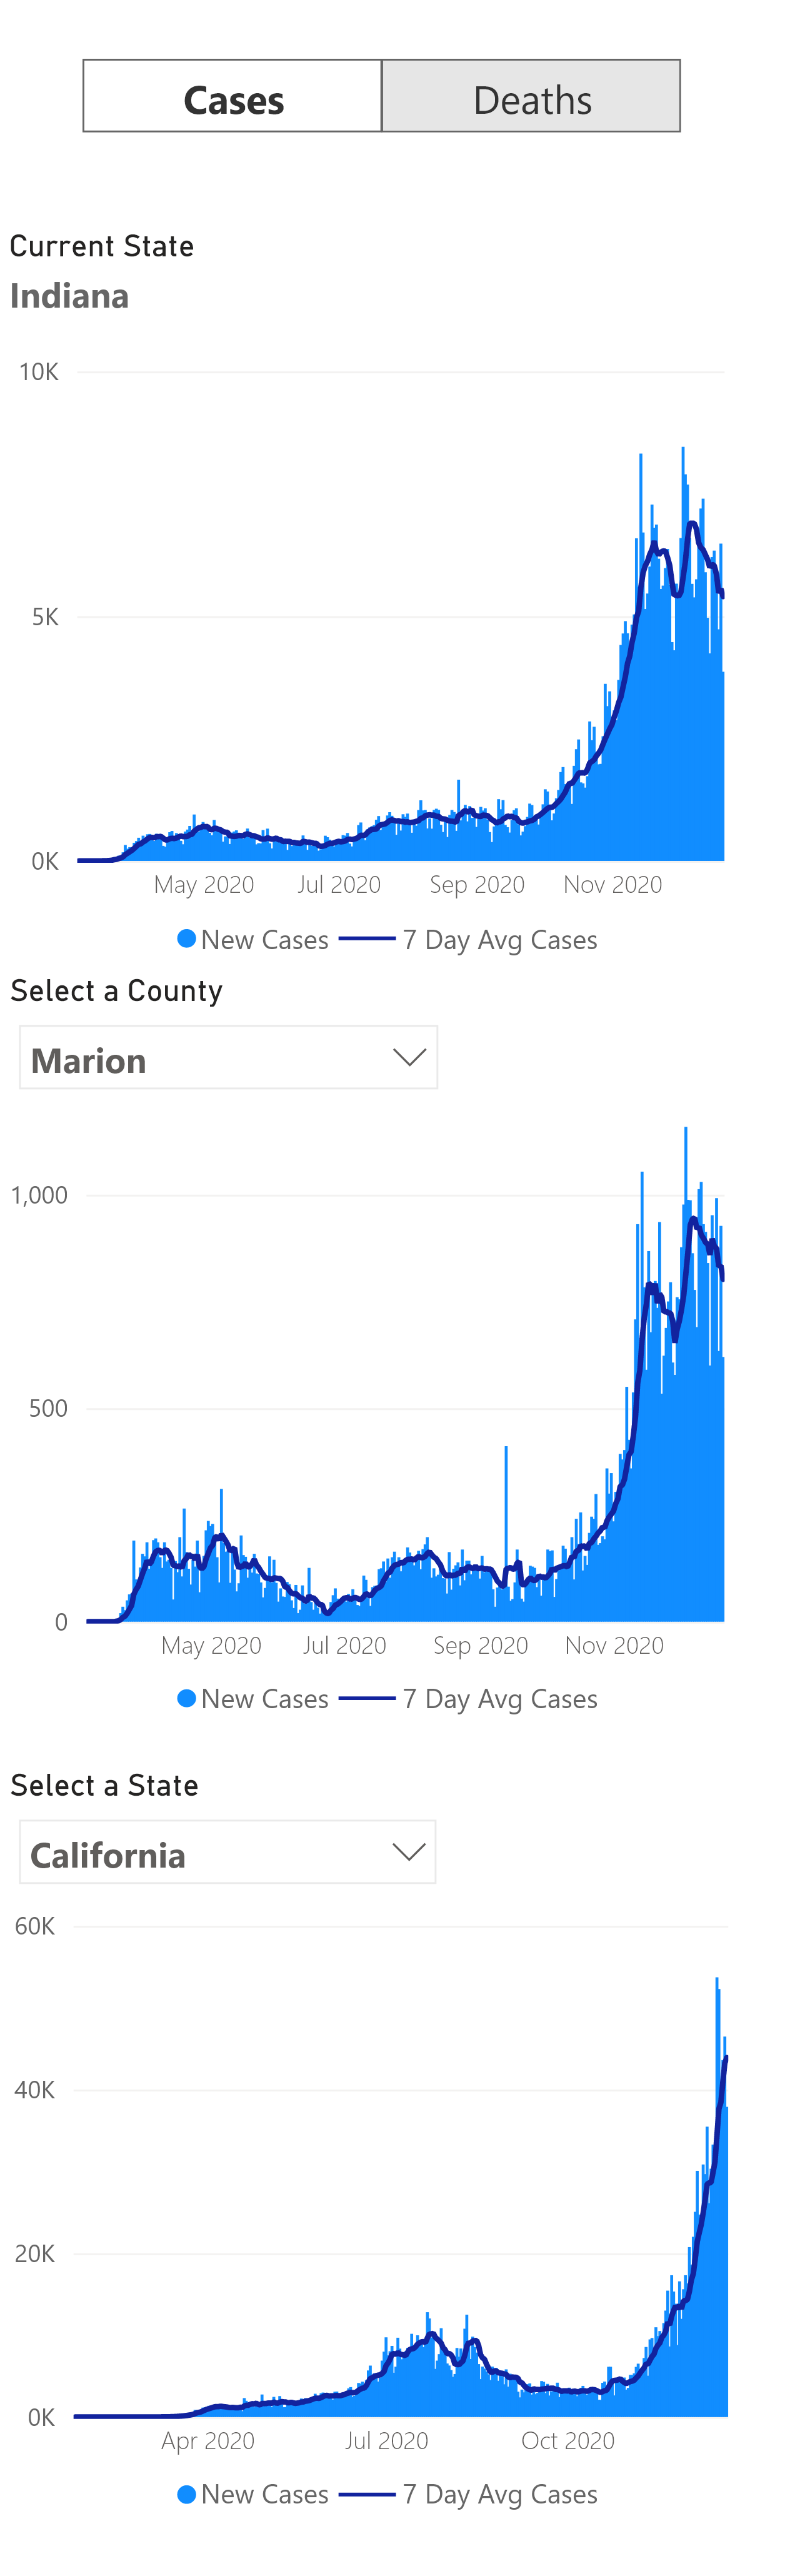 Cases Deaths
Current State
Indiana
10K
5K
0K
May 2020 Jul 2020 Sep 2020 Nov 2020
New Cases 7 Day Avg Cases
Select a County
Marion
1,000
500
0
May 2020 Jul 2020 Sep 2020 Nov 2020
New Cases 7 Day Avg Cases
Select a State
California
60K
40K
20K
0K
Apr 2020 Jul 2020 Oct 2020
New Cases 7 Day Avg Cases